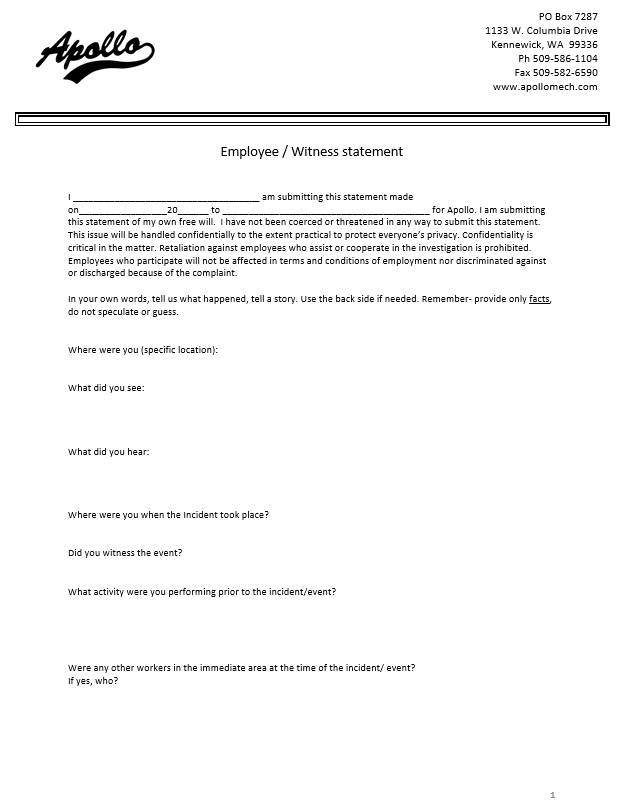 Apollo
PO Box 7287
1133 W. Columbia Drive
Kennewick, WA  99336
Ph 509-586-1104
Fax 509-582-6590
www.apollomech.com
Employee / Witness statement
I ____________________________________ am submitting this statement made
on_________________20______ to ________________________________________ for Apollo. I am submitting
this statement of my own free will.  I have not been coerced or threatened in any way to submit this statement.
This issue will be handled confidentially to the extent practical to protect everyone's privacy. Confidentiality is
critical in the matter. Retaliation against employees who assist or cooperate in the investigation is prohibited.
Employees who participate will not be affected in terms and conditions of employment nor discriminated against
or discharged because of the complaint.
In your own words, tell us what happened, tell a story. Use the back side if needed. Remember- provide only facts,
do not speculate or guess.
Where were you (specific location):
What did you see:
What did you hear:
Where were you when the Incident took place?
Did you witness the event?
What activity were you performing prior to the incident/event?
Were any other workers in the immediate area at the time of the incident/ event?
If yes, who?
1